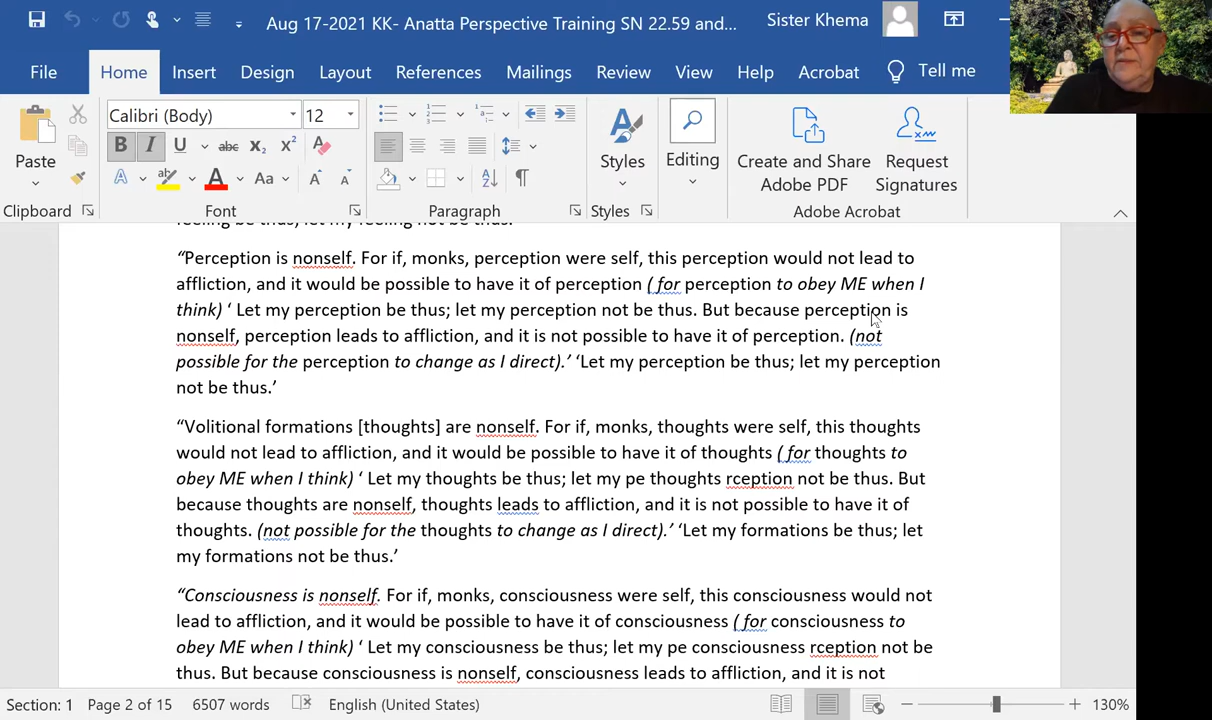 Aug 17-2021 KK- Anatta Perspective Training SN 22.59 and...
Sister Khema
File Home Insert Design Layout References Mailings Review View Help Acrobat Tell me
Calibri (Body) 12
Paste
Styles
Editing
Create and Share Adobe PDF
Request Signatures
Clipboard Font Paragraph Styles Adobe Acrobat
feeling be thus; let my feeling not be thus.'
“Perception is nonself. For if, monks, perception were self, this perception would not lead to
affliction, and it would be possible to have it of perception ( for perception to obey ME when I
think) ‘ Let my perception be thus; let my perception not be thus. But because perception is
nonself, perception leads to affliction, and it is not possible to have it of perception. (not
possible for the perception to change as I direct).’ ‘Let my perception be thus; let my perception
not be thus.’
“Volitional formations [thoughts] are nonself. For if, monks, thoughts were self, this thoughts
would not lead to affliction, and it would be possible to have it of thoughts ( for thoughts to
obey ME when I think) ‘ Let my thoughts be thus; let my pe thoughts rception not be thus. But
because thoughts are nonself, thoughts leads to affliction, and it is not possible to have it of
thoughts. (not possible for the thoughts to change as I direct).’ ‘Let my formations be thus; let
my formations not be thus.’
“Consciousness is nonself. For if, monks, consciousness were self, this consciousness would not
lead to affliction, and it would be possible to have it of consciousness ( for consciousness to
obey ME when I think) ‘ Let my consciousness be thus; let my pe consciousness rception not be
thus. But because consciousness is nonself, consciousness leads to affliction, and it is not
Section: 1 Page 2 of 15 6507 words English (United States) 130%